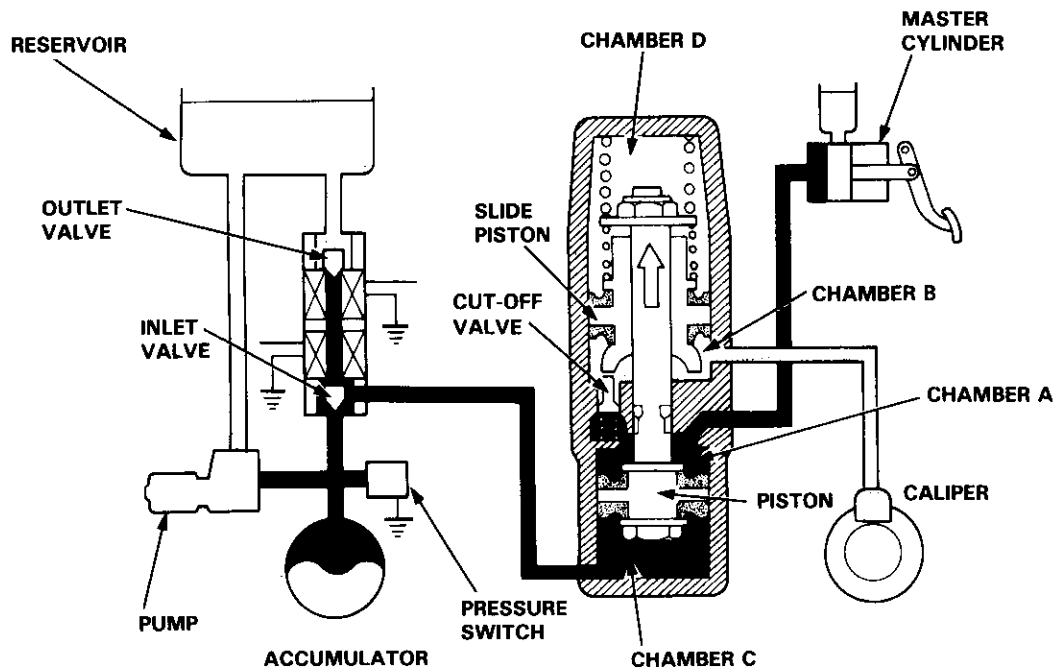 RESERVOIR
CHAMBER D
MASTER
CYLINDER
OUTLET
VALVE
SLIDE
PISTON
CUT-OFF
VALVE
CHAMBER B
INLET
VALVE
CHAMBER A
PISTON
CALIPER
PUMP
PRESSURE
SWITCH
ACCUMULATOR
CHAMBER C